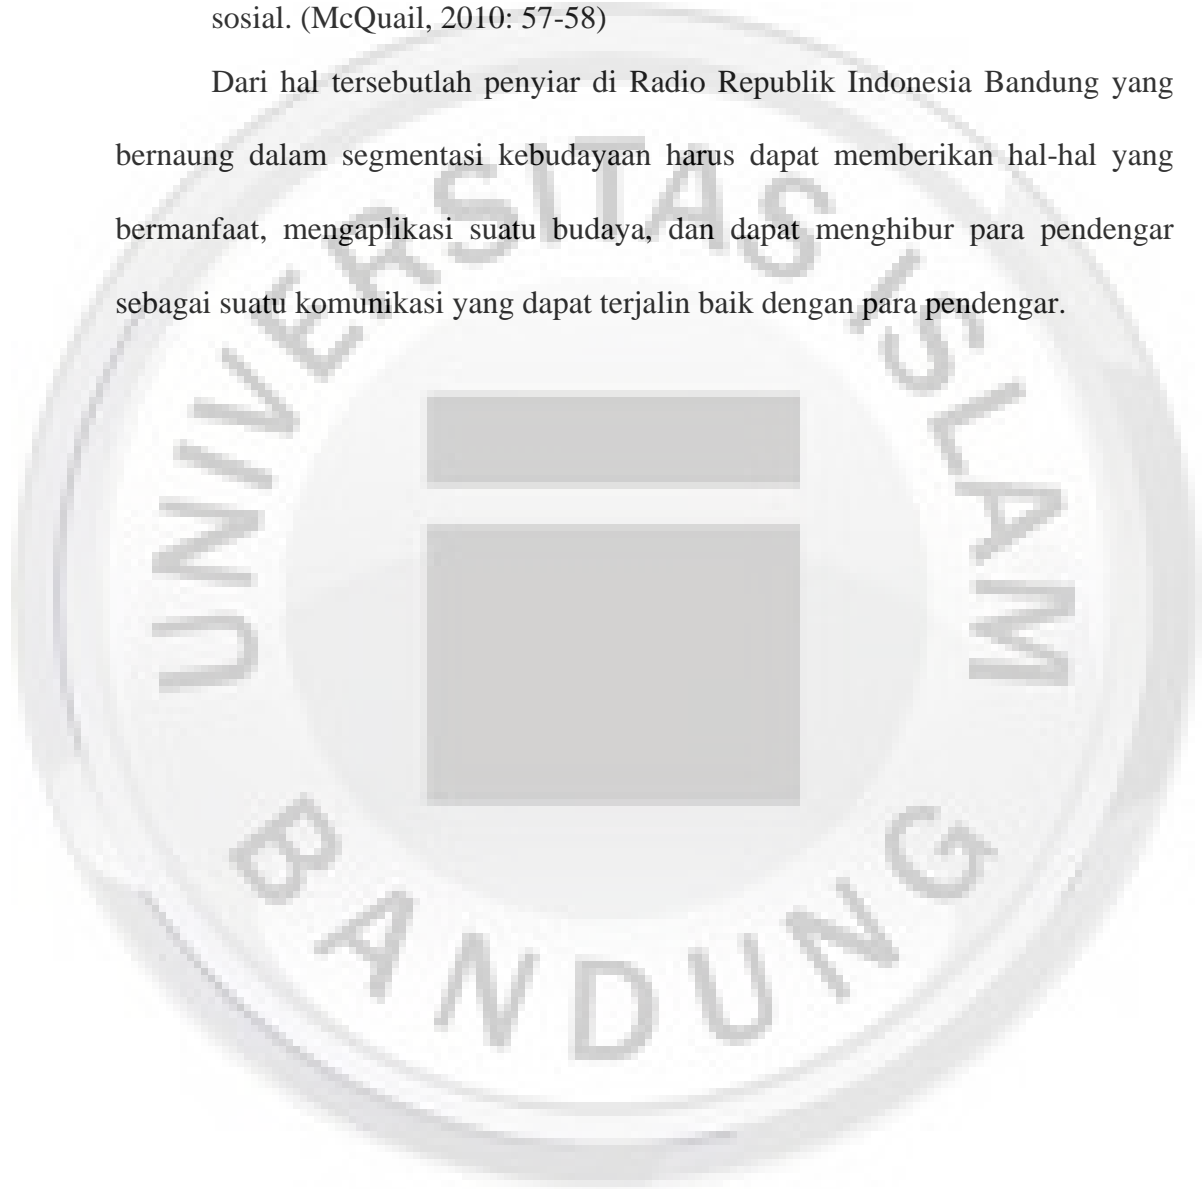 sosial. (McQuail, 2010: 57-58)
Dari hal tersebutlah penyiar di Radio Republik Indonesia Bandung yang
bernaung dalam segmentasi kebudayaan harus dapat memberikan hal-hal yang
bermanfaat, mengaplikasi suatu budaya, dan dapat menghibur para pendengar
sebagai suatu komunikasi yang dapat terjalin baik dengan para pendengar.
UNIVERSITAS ISLAM
BANDUNG